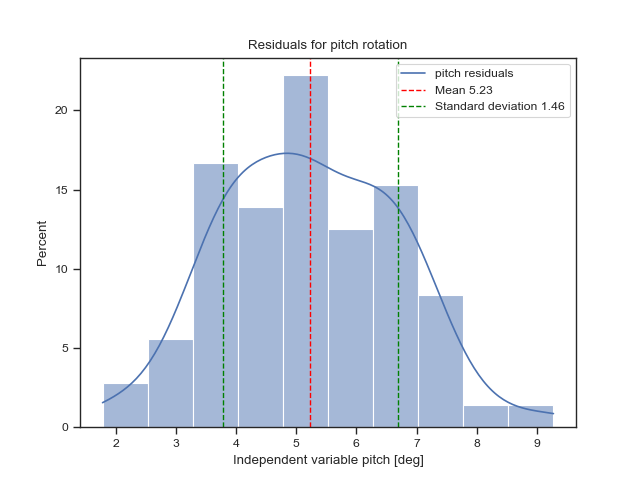 Residuals for pitch rotation
pitch residuals
Mean 5.23
Standard deviation 1.46
Percent
20
15
10
5
0
2 3 4 5 6 7 8 9
Independent variable pitch [deg]